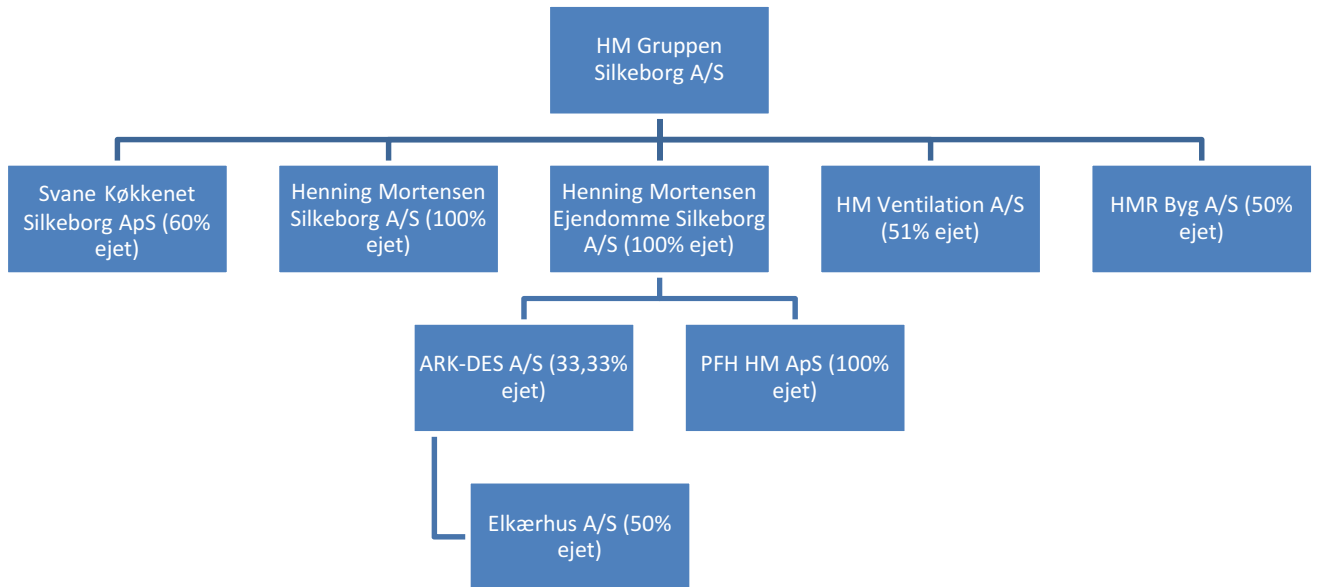 HM Gruppen
Silkeborg A/S
Svane Køkkenet
Silkeborg ApS (60%
ejet)
Henning Mortensen
Silkeborg A/S (100%
ejet)
Henning Mortensen
Ejendomme Silkeborg
A/S (100% ejet)
HM Ventilation A/S
(51% ejet)
HMR Byg A/S (50%
ejet)
ARK-DES A/S (33,33%
ejet)
PFH HM ApS (100%
ejet)
Elkærhus A/S (50%
ejet)